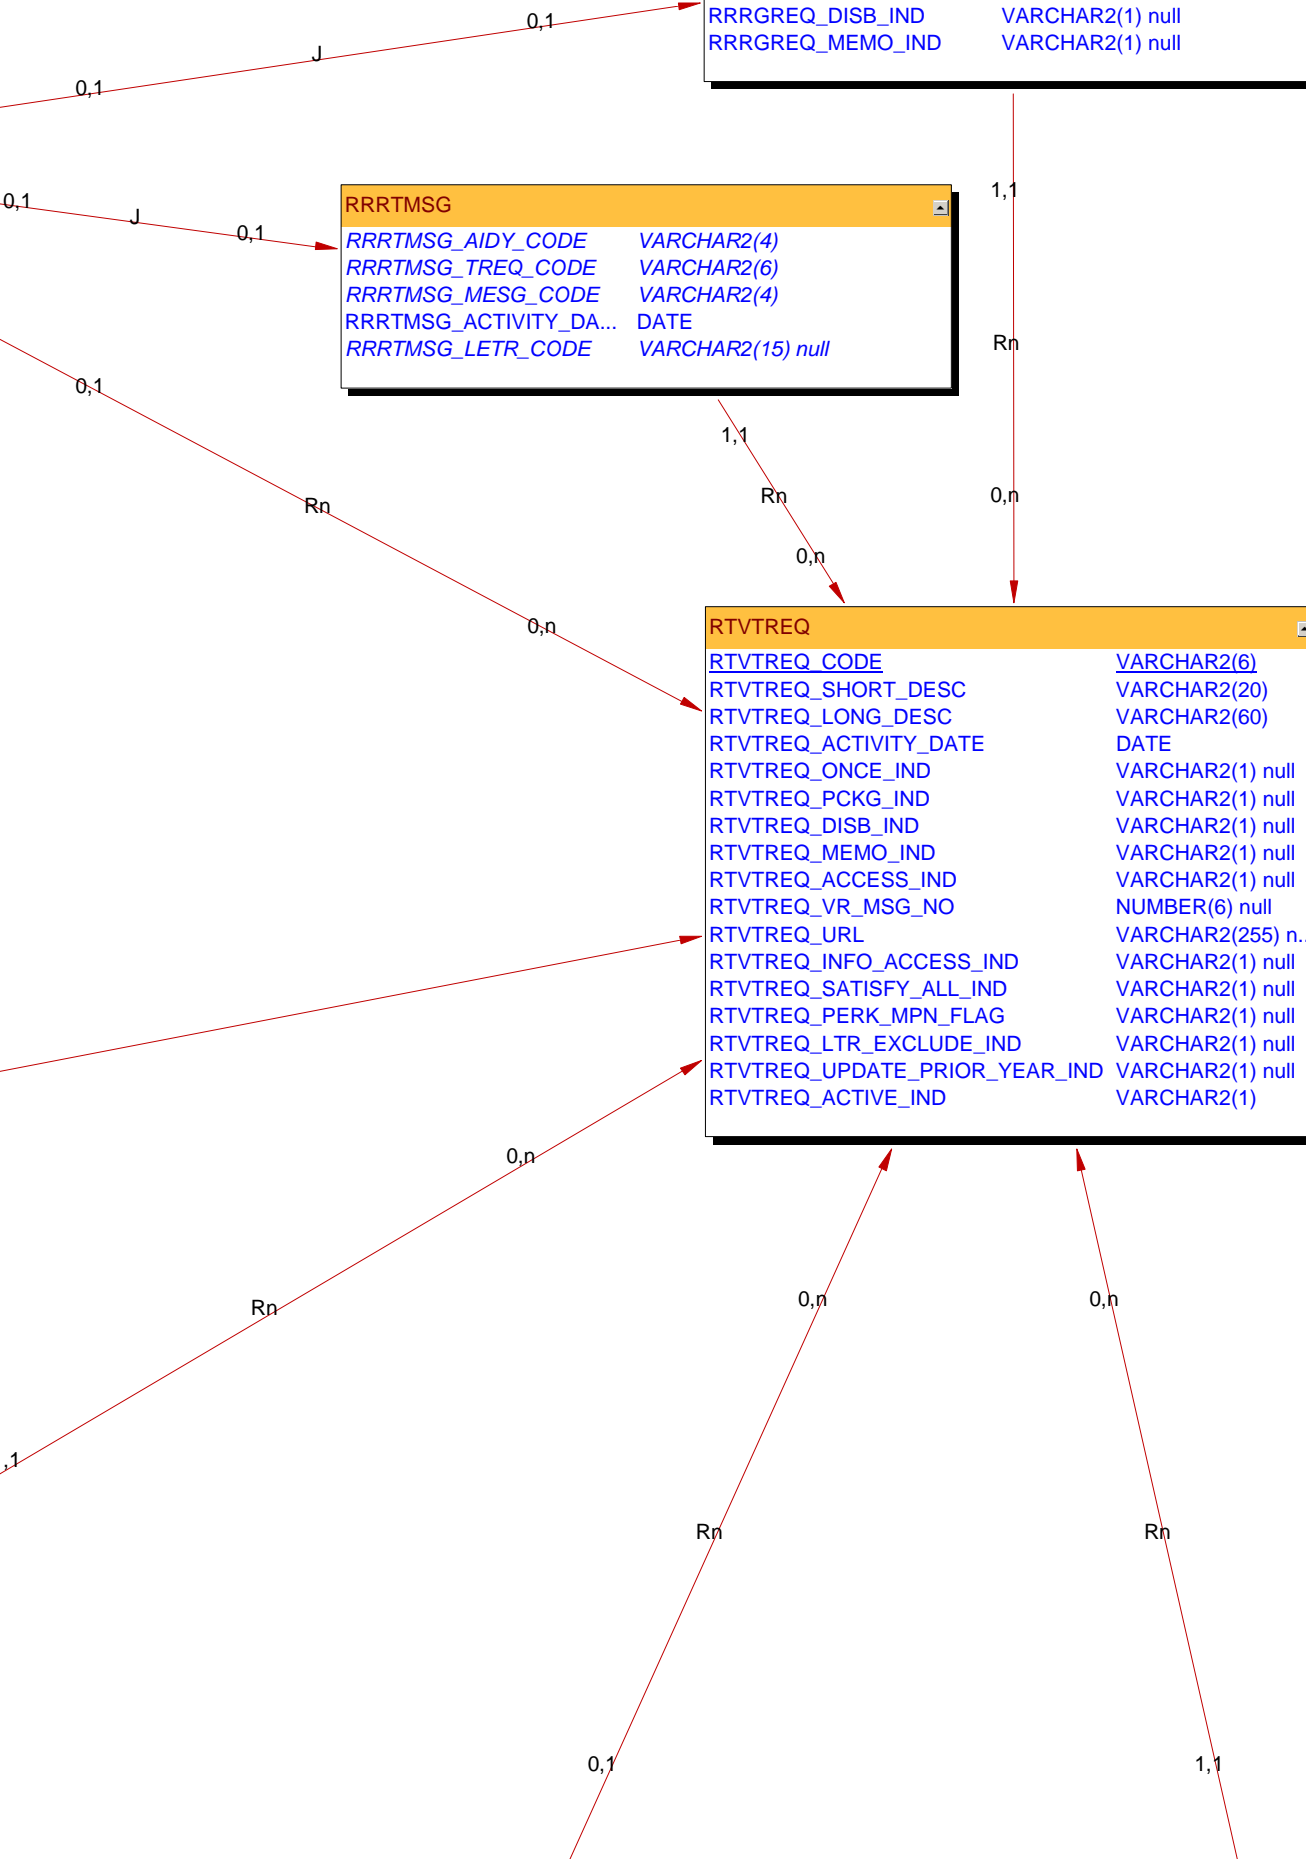 RRRGREQ_DISB_IND VARCHAR2(1) null
0,1
RRRGREQ_MEMO_IND VARCHAR2(1) null
J
0,1
1,1
0,1
RRRTMSG
J
0,1
RRRTMSG_AIDY_CODE VARCHAR2(4)
RRRTMSG_TREQ_CODE VARCHAR2(6)
RRRTMSG_MESG_CODE VARCHAR2(4)
RRRTMSG_ACTIVITY_DA... DATE
Rn
RRRTMSG_LETR_CODE VARCHAR2(15) null
0,1
1,1
Rn
0,n
Rn
0,n
0,n
RTVTREQ
RTVTREQ_CODE VARCHAR2(6)
RTVTREQ_SHORT_DESC VARCHAR2(20)
RTVTREQ_LONG_DESC VARCHAR2(60)
RTVTREQ_ACTIVITY_DATE DATE
RTVTREQ_ONCE_IND VARCHAR2(1) null
RTVTREQ_PCKG_IND VARCHAR2(1) null
RTVTREQ_DISB_IND VARCHAR2(1) null
RTVTREQ_MEMO_IND VARCHAR2(1) null
RTVTREQ_ACCESS_IND VARCHAR2(1) null
RTVTREQ_VR_MSG_NO NUMBER(6) null
RTVTREQ_URL VARCHAR2(255) n..
RTVTREQ_INFO_ACCESS_IND VARCHAR2(1) null
RTVTREQ_SATISFY_ALL_IND VARCHAR2(1) null
RTVTREQ_PERK_MPN_FLAG VARCHAR2(1) null
RTVTREQ_LTR_EXCLUDE_IND VARCHAR2(1) null
RTVTREQ_UPDATE_PRIOR_YEAR_IND VARCHAR2(1) null
RTVTREQ_ACTIVE_IND VARCHAR2(1)
0,n
0,n
0,n
Rn
,1
Rn
Rn
0,1
1,1